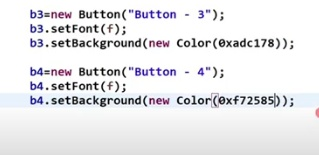 b3=new Button("Button - 3");
b3.setFont(f);
b3.setBackground(new Color(0xadc178));
b4=new Button("Button - 4");
b4.setFont(f);
b4.setBackground(new Color(0xf72585));